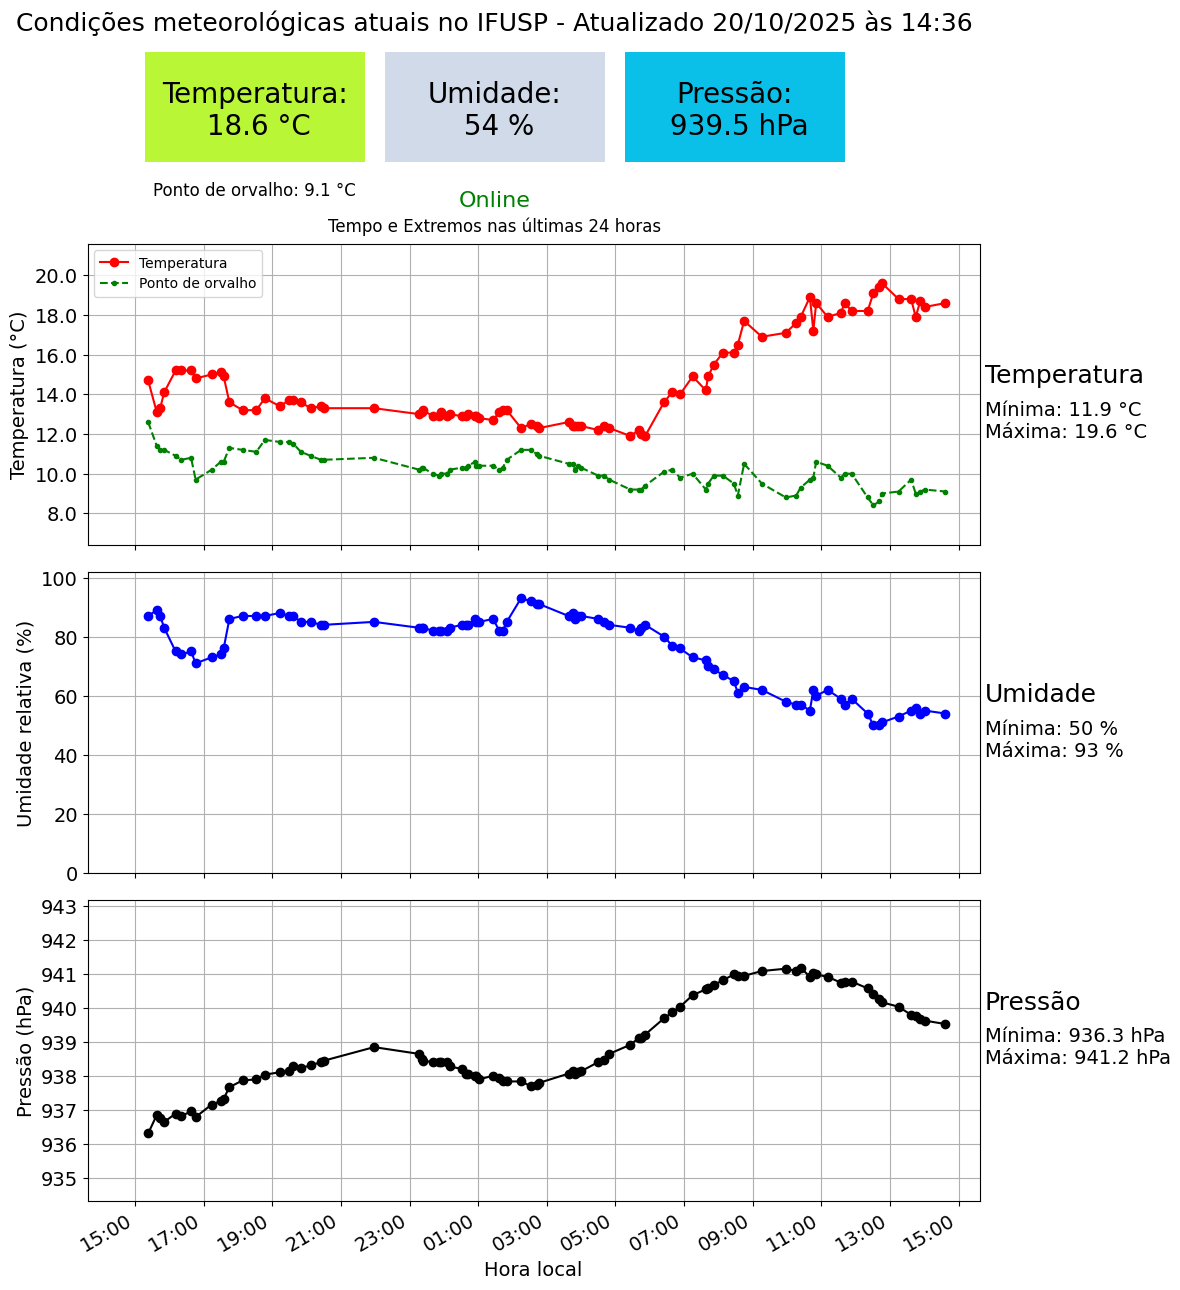 Condições meteorológicas atuais no IFUSP - Atualizado 20/10/2025 às 14:36
Temperatura:
18.6 °C
Umidade:
54 %
Pressão:
939.5 hPa
Ponto de orvalho: 9.1 °C
Online
Tempo e Extremos nas últimas 24 horas
Temperatura (°C)
20.0
18.0
16.0
14.0
12.0
10.0
8.0
Temperatura
Ponto de orvalho
Temperatura
Mínima: 11.9 °C
Máxima: 19.6 °C
Umidade relativa (%)
100
80
60
40
20
0
Umidade
Mínima: 50 %
Máxima: 93 %
Pressão (hPa)
943
942
941
940
939
938
937
936
935
Pressão
Mínima: 936.3 hPa
Máxima: 941.2 hPa
15:00
17:00
19:00
21:00
23:00
01:00
03:00
05:00
07:00
09:00
11:00
13:00
15:00
Hora local